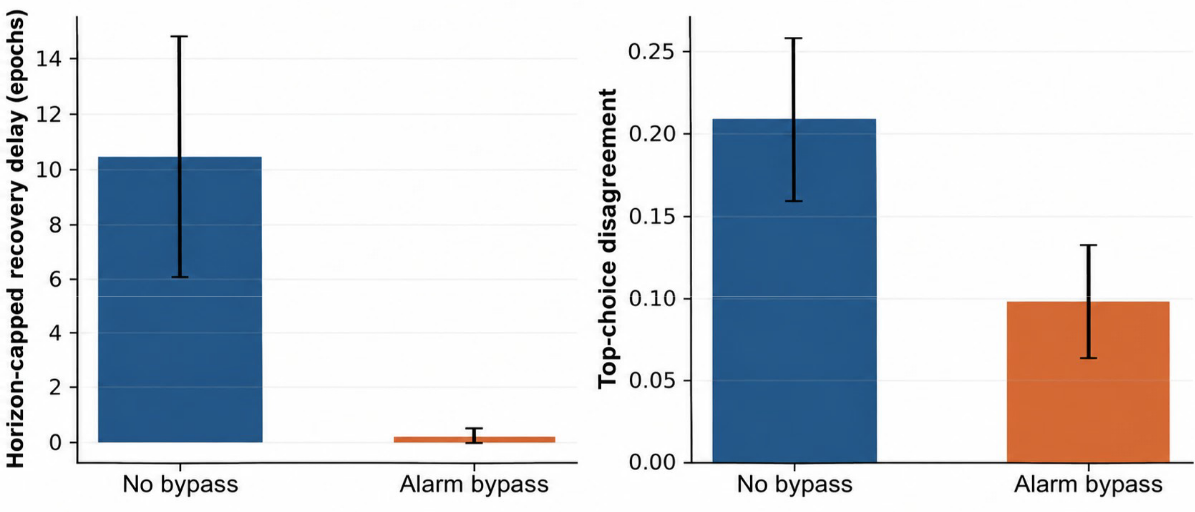 Horizon-capped recovery delay (epochs)
14
12
10
8
6
4
2
0
No bypass
Alarm bypass
Top-choice disagreement
0.25
0.20
0.15
0.10
0.05
0.00
No bypass
Alarm bypass